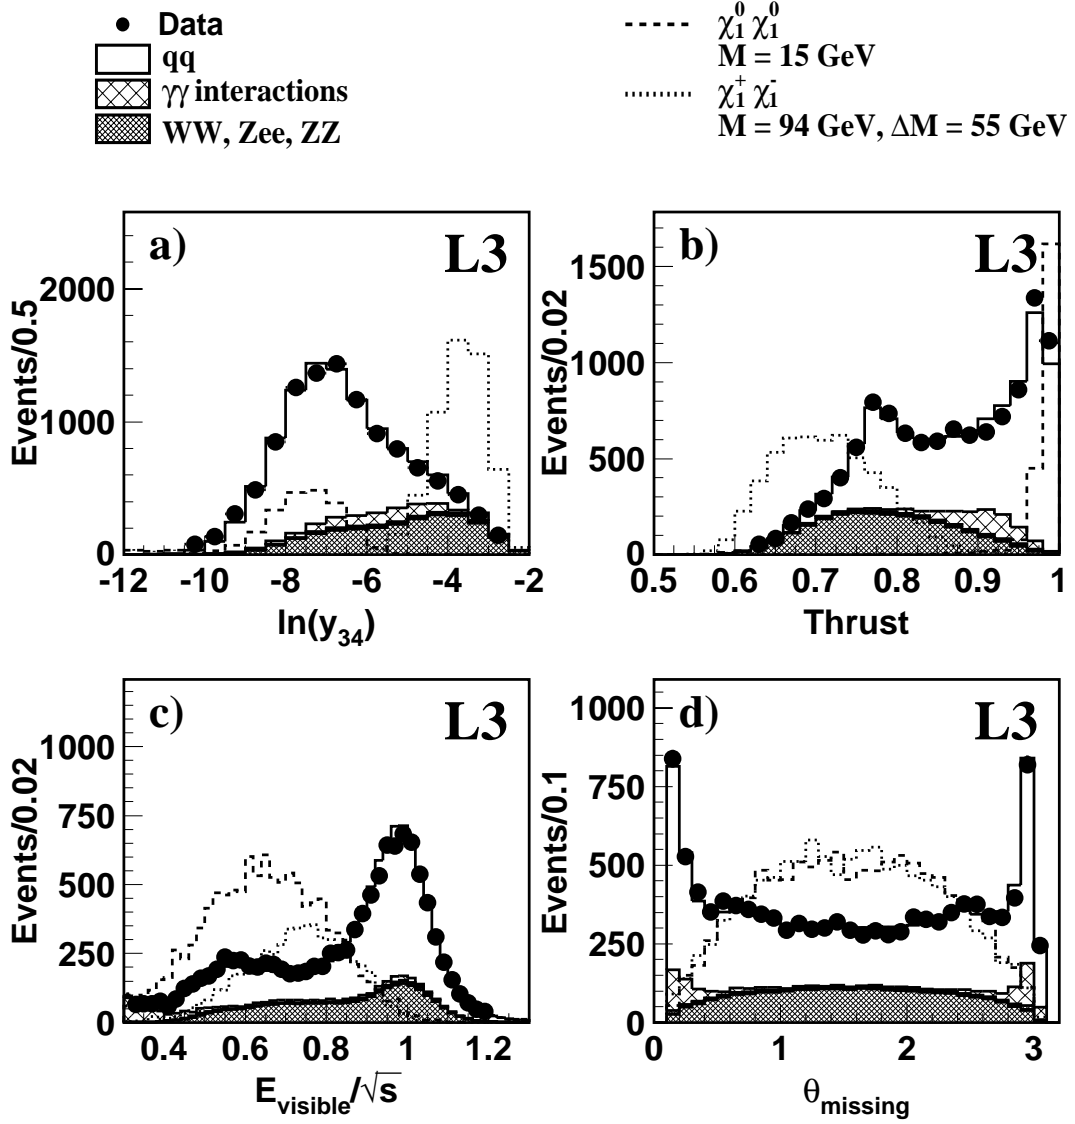 Data
qq
γγ interactions
WW, Zee, ZZ
χ₁⁰ χ₁⁰
M = 15 GeV
χ₁⁺ χ₁⁻
M = 94 GeV, ΔM = 55 GeV
a)
L3
Events/0.5
2000
1000
0
-12 -10 -8 -6 -4 -2
ln(y₃₄)
b)
L3
Events/0.02
1500
1000
500
0
0.5 0.6 0.7 0.8 0.9 1
Thrust
c)
L3
Events/0.02
1000
750
500
250
0
0.4 0.6 0.8 1 1.2
E_visible/√s
d)
L3
Events/0.1
1000
750
500
250
0
0 1 2 3
θ_missing